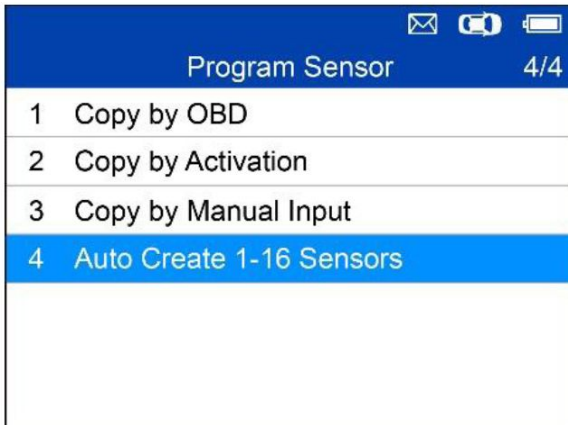 Program Sensor 4/4
1 Copy by OBD
2 Copy by Activation
3 Copy by Manual Input
4 Auto Create 1-16 Sensors